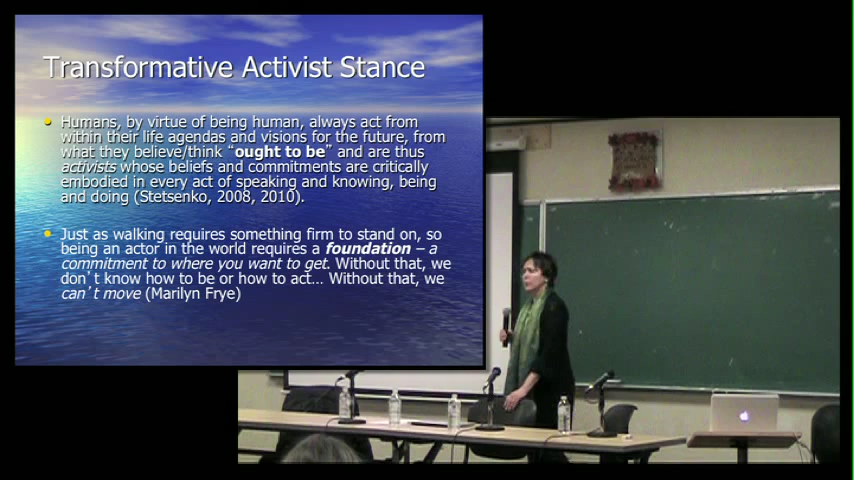 Transformative Activist Stance
Humans, by virtue of being human, always act from
within their life agendas and visions for the future, from
what they believe/think “ought to be” and are thus
activists whose beliefs and commitments are critically
embodied in every act of speaking and knowing, being
and doing (Stetsenko, 2008, 2010).
Just as walking requires something firm to stand on, so
being an actor in the world requires a foundation – a
commitment to where you want to get. Without that, we
don’t know how to be or how to act… Without that, we
can’t move (Marilyn Frye)